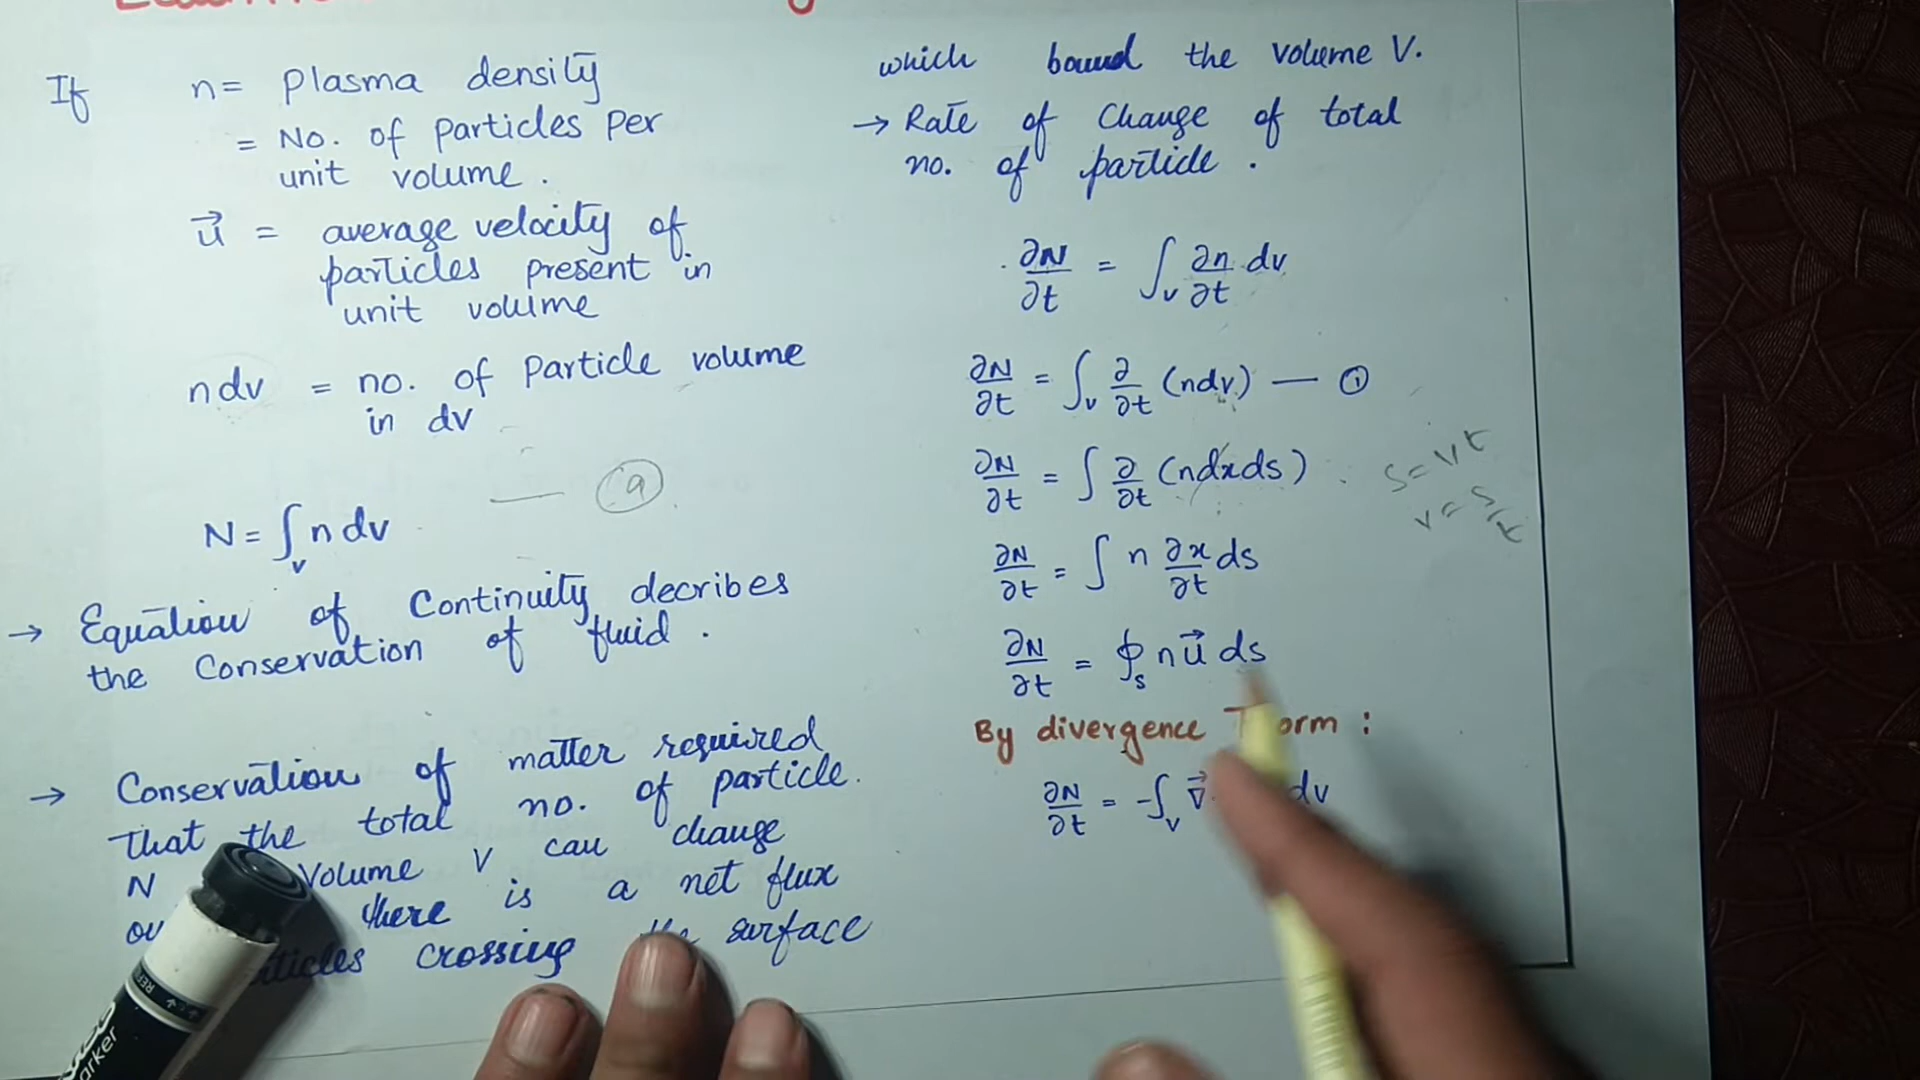 If n = Plasma density
= No. of particles per
unit volume.
u⃗ = average velocity of
particles present in
unit volume
ndv = no. of Particle volume
in dv
(a)
N = ∫v n dv
→ Equation of Continuity decribes
the Conservation of fluid.
→ Conservation of matter required
that the total no. of particle.
N Volume V can change
there is a net flux
crossing surface
which bound the volume V.
→ Rate of Change of total
no. of particle.
∂N/∂t = ∫v ∂n/∂t dv
∂N/∂t = ∫v ∂/∂t (ndv) — ①
∂N/∂t = ∫ ∂/∂t (ndxds)
S = vt
v = S/t
∂N/∂t = ∫ n ∂x/∂t ds
∂N/∂t = ∮s n u⃗ ds
By divergence :
∂N/∂t = -∫v ∇⃗ dv
arker